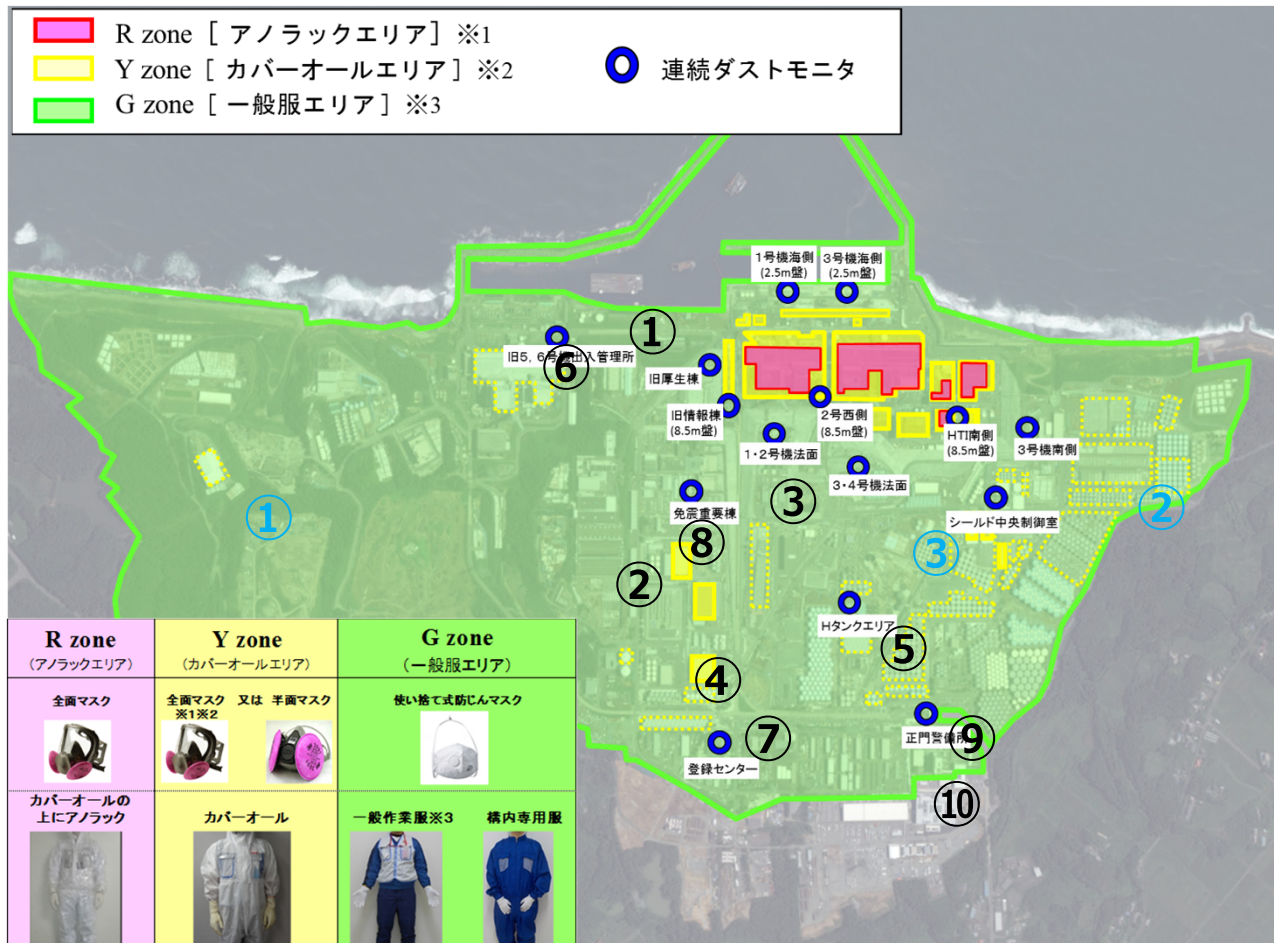 R zone [ アノラックエリア] ※1
Y zone [ カバーオールエリア ] ※2
G zone [ 一般服エリア ] ※3
連続ダストモニタ
1号機海側
(2.5m盤)
3号機海側
(2.5m盤)
①
旧5, 6号機出入管理所
⑥
旧厚生棟
旧情報棟
(8.5m盤)
2号西側
(8.5m盤)
HTI南側
(8.5m盤)
3号機南側
1・2号機法面
3・4号機法面
①
免震重要棟
③
シールド中央制御室
②
⑧
③
②
Hタンクエリア
⑤
④
⑦
登録センター
正門警備所
⑨
⑩
R zone
(アノラックエリア)
Y zone
(カバーオールエリア)
G zone
(一般服エリア)
全面マスク
全面マスク 又は 半面マスク
※1※2
使い捨て式防じんマスク
カバーオールの
上にアノラック
カバーオール
一般作業服※3
構内専用服